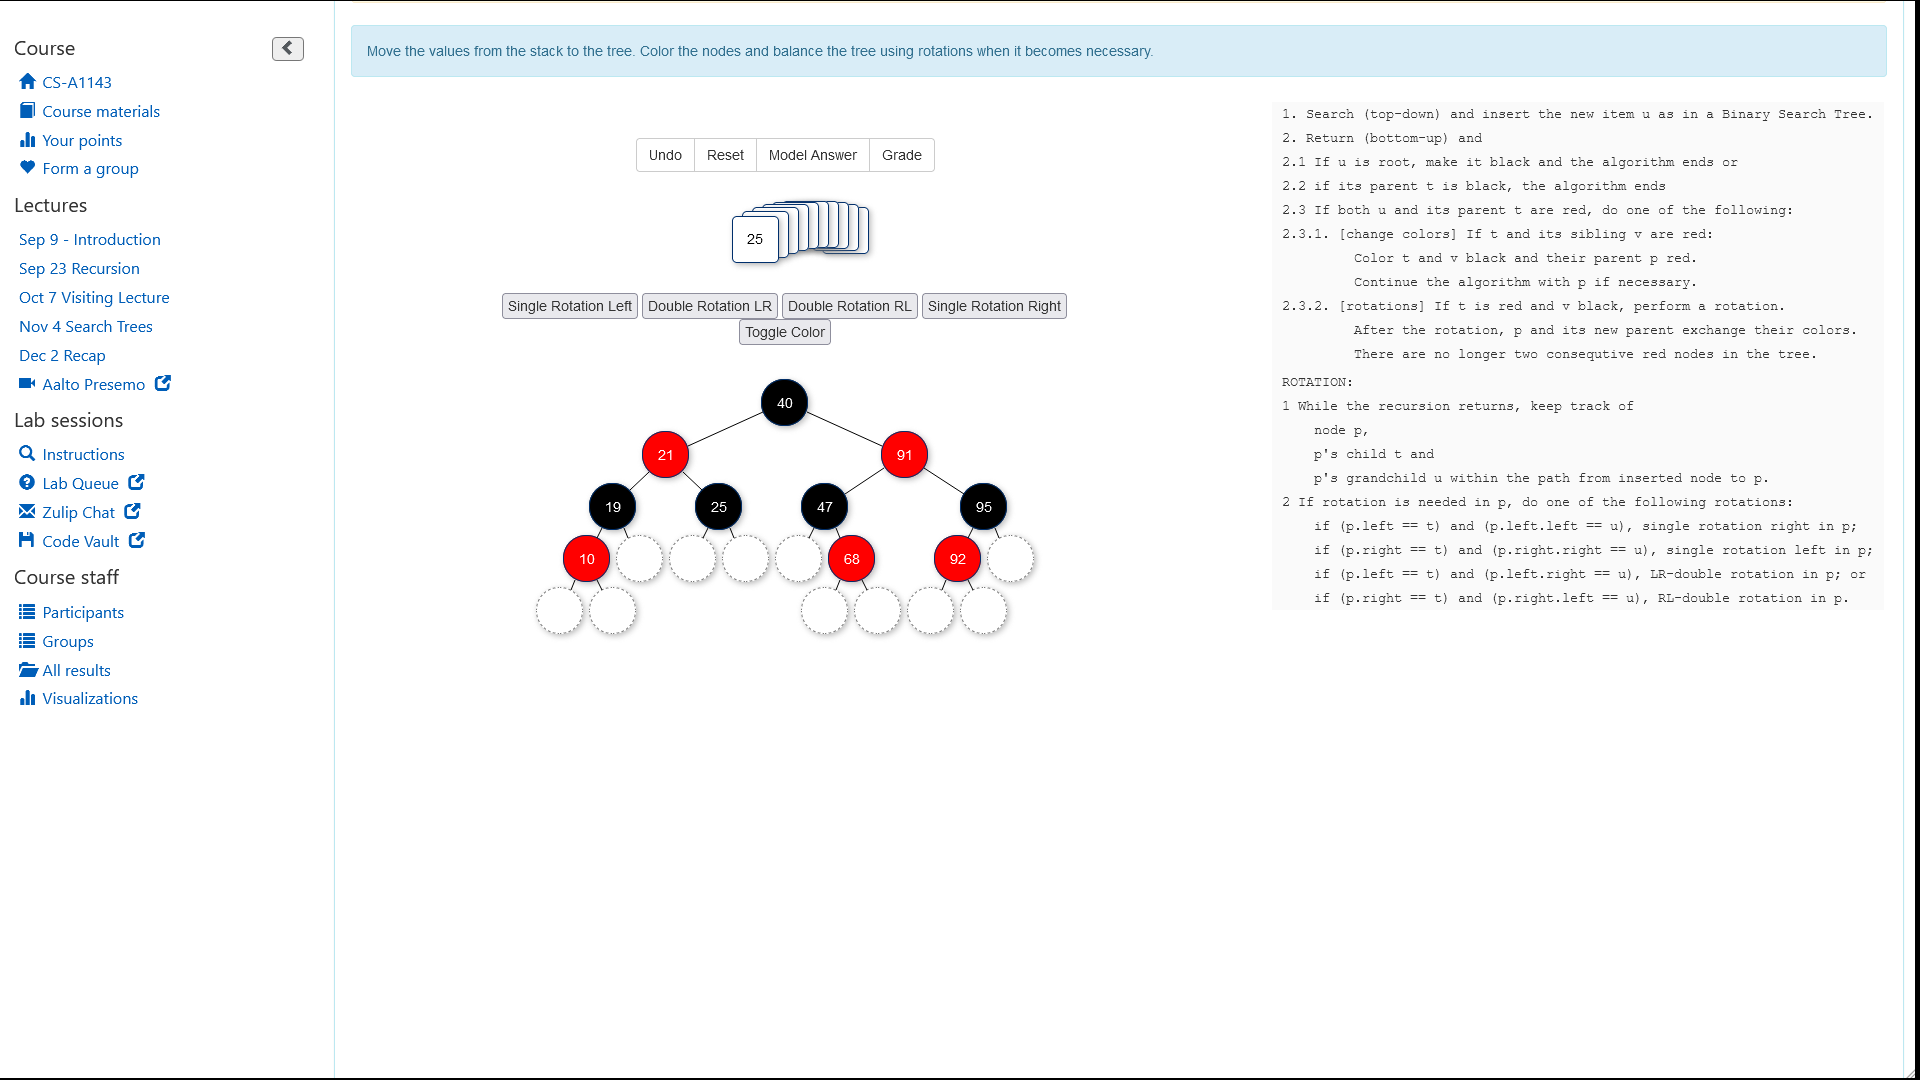 Course
CS-A1143
Course materials
Your points
Form a group
Lectures
Sep 9 - Introduction
Sep 23 Recursion
Oct 7 Visiting Lecture
Nov 4 Search Trees
Dec 2 Recap
Aalto Presemo
Lab sessions
Instructions
Lab Queue
Zulip Chat
Code Vault
Course staff
Participants
Groups
All results
Visualizations
Move the values from the stack to the tree. Color the nodes and balance the tree using rotations when it becomes necessary.
Undo Reset Model Answer Grade
25
Single Rotation Left Double Rotation LR Double Rotation RL Single Rotation Right
Toggle Color
40
21 91
19 25 47 95
10 68 92
1. Search (top-down) and insert the new item u as in a Binary Search Tree.
2. Return (bottom-up) and
2.1 If u is root, make it black and the algorithm ends or
2.2 if its parent t is black, the algorithm ends
2.3 If both u and its parent t are red, do one of the following:
2.3.1. [change colors] If t and its sibling v are red:
Color t and v black and their parent p red.
Continue the algorithm with p if necessary.
2.3.2. [rotations] If t is red and v black, perform a rotation.
After the rotation, p and its new parent exchange their colors.
There are no longer two consequtive red nodes in the tree.
ROTATION:
1 While the recursion returns, keep track of
node p,
p's child t and
p's grandchild u within the path from inserted node to p.
2 If rotation is needed in p, do one of the following rotations:
if (p.left == t) and (p.left.left == u), single rotation right in p;
if (p.right == t) and (p.right.right == u), single rotation left in p;
if (p.left == t) and (p.left.right == u), LR-double rotation in p; or
if (p.right == t) and (p.right.left == u), RL-double rotation in p.